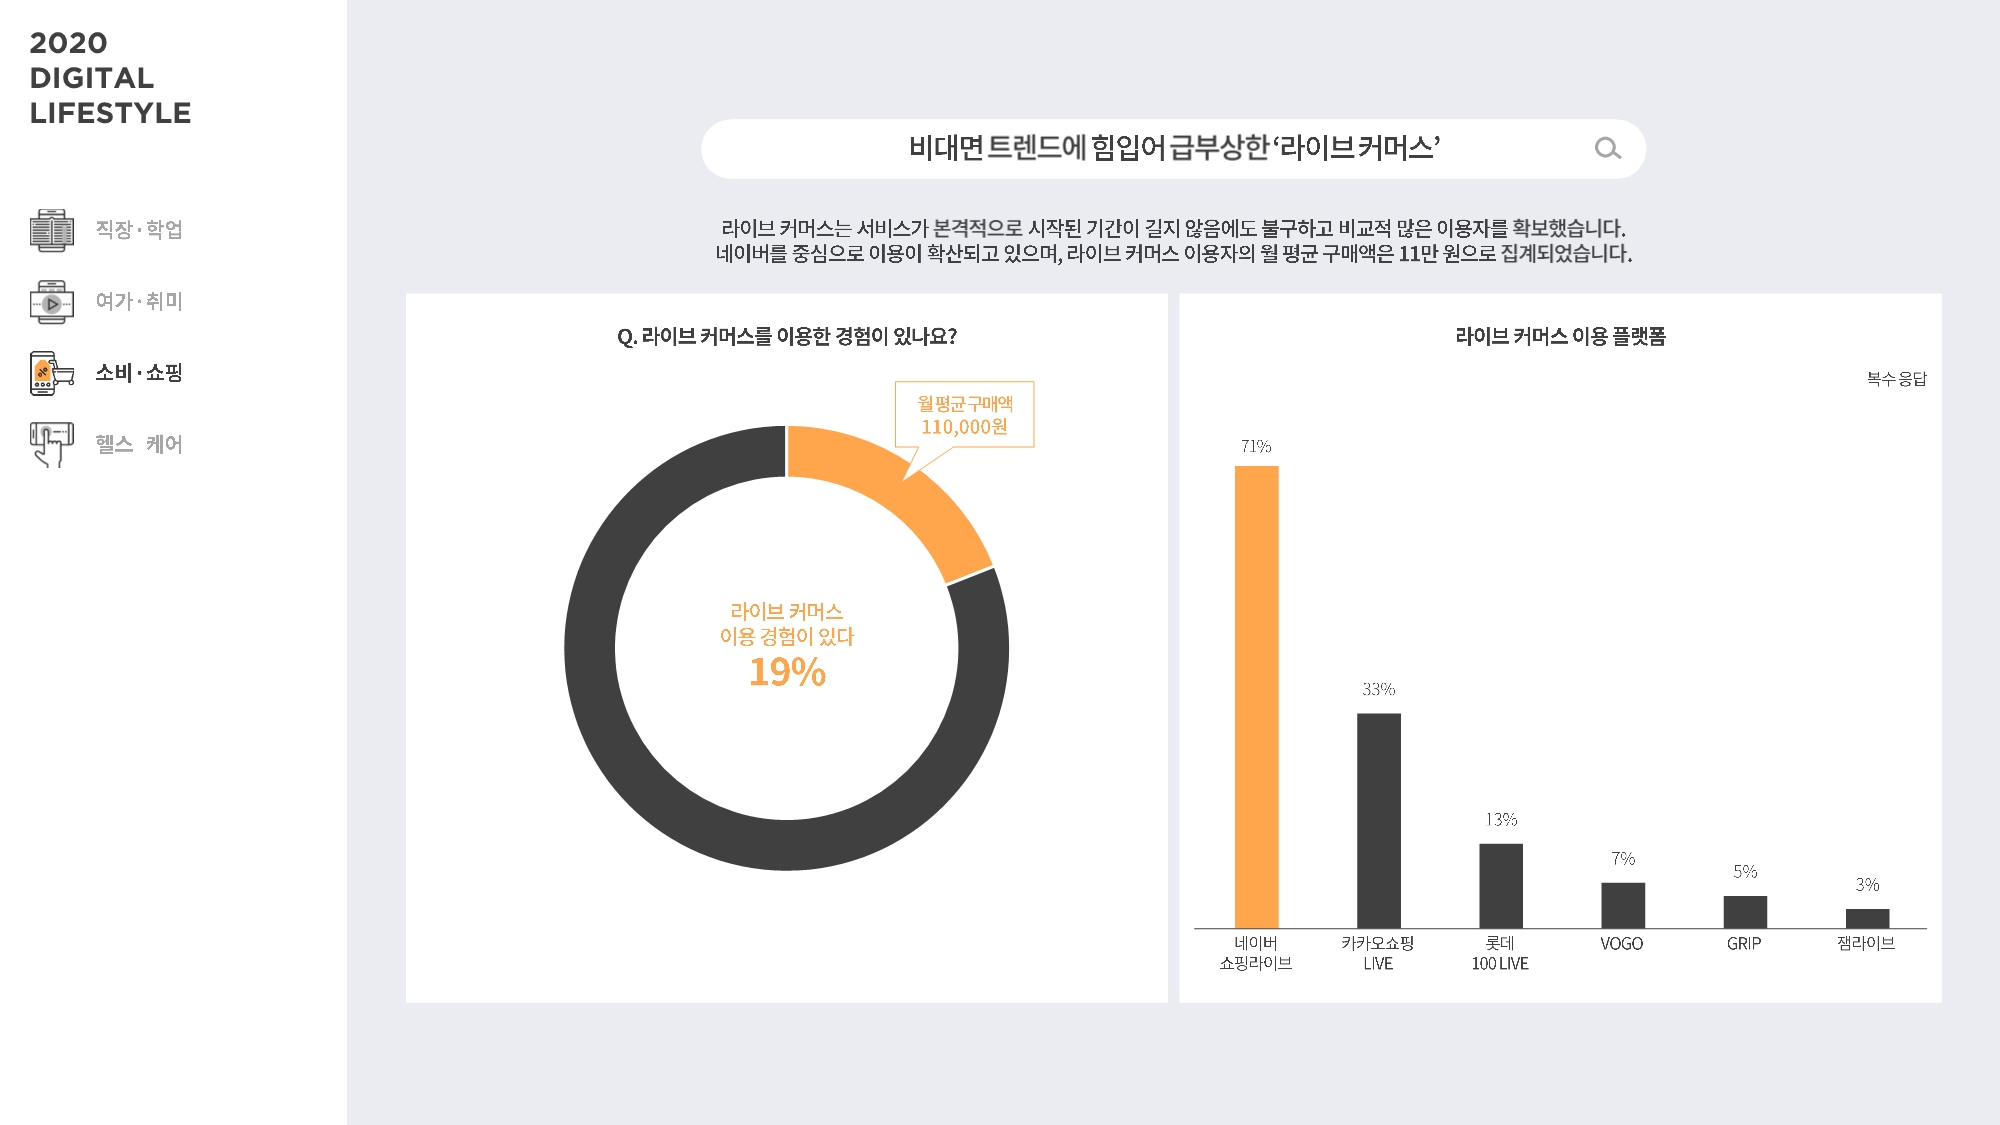 2020
DIGITAL
LIFESTYLE
직장·학업
여가·취미
소비·쇼핑
헬스 케어
비대면 트렌드에 힘입어 급부상한 ‘라이브 커머스’
라이브 커머스는 서비스가 본격적으로 시작된 기간이 길지 않음에도 불구하고 비교적 많은 이용자를 확보했습니다.
네이버를 중심으로 이용이 확산되고 있으며, 라이브 커머스 이용자의 월 평균 구매액은 11만 원으로 집계되었습니다.
Q. 라이브 커머스를 이용한 경험이 있나요?
월 평균 구매액
110,000원
라이브 커머스
이용 경험이 있다
19%
라이브 커머스 이용 플랫폼
복수 응답
71%
33%
13%
7%
5%
3%
네이버
쇼핑라이브
카카오쇼핑
LIVE
롯데
100 LIVE
VOGO
GRIP
잼라이브